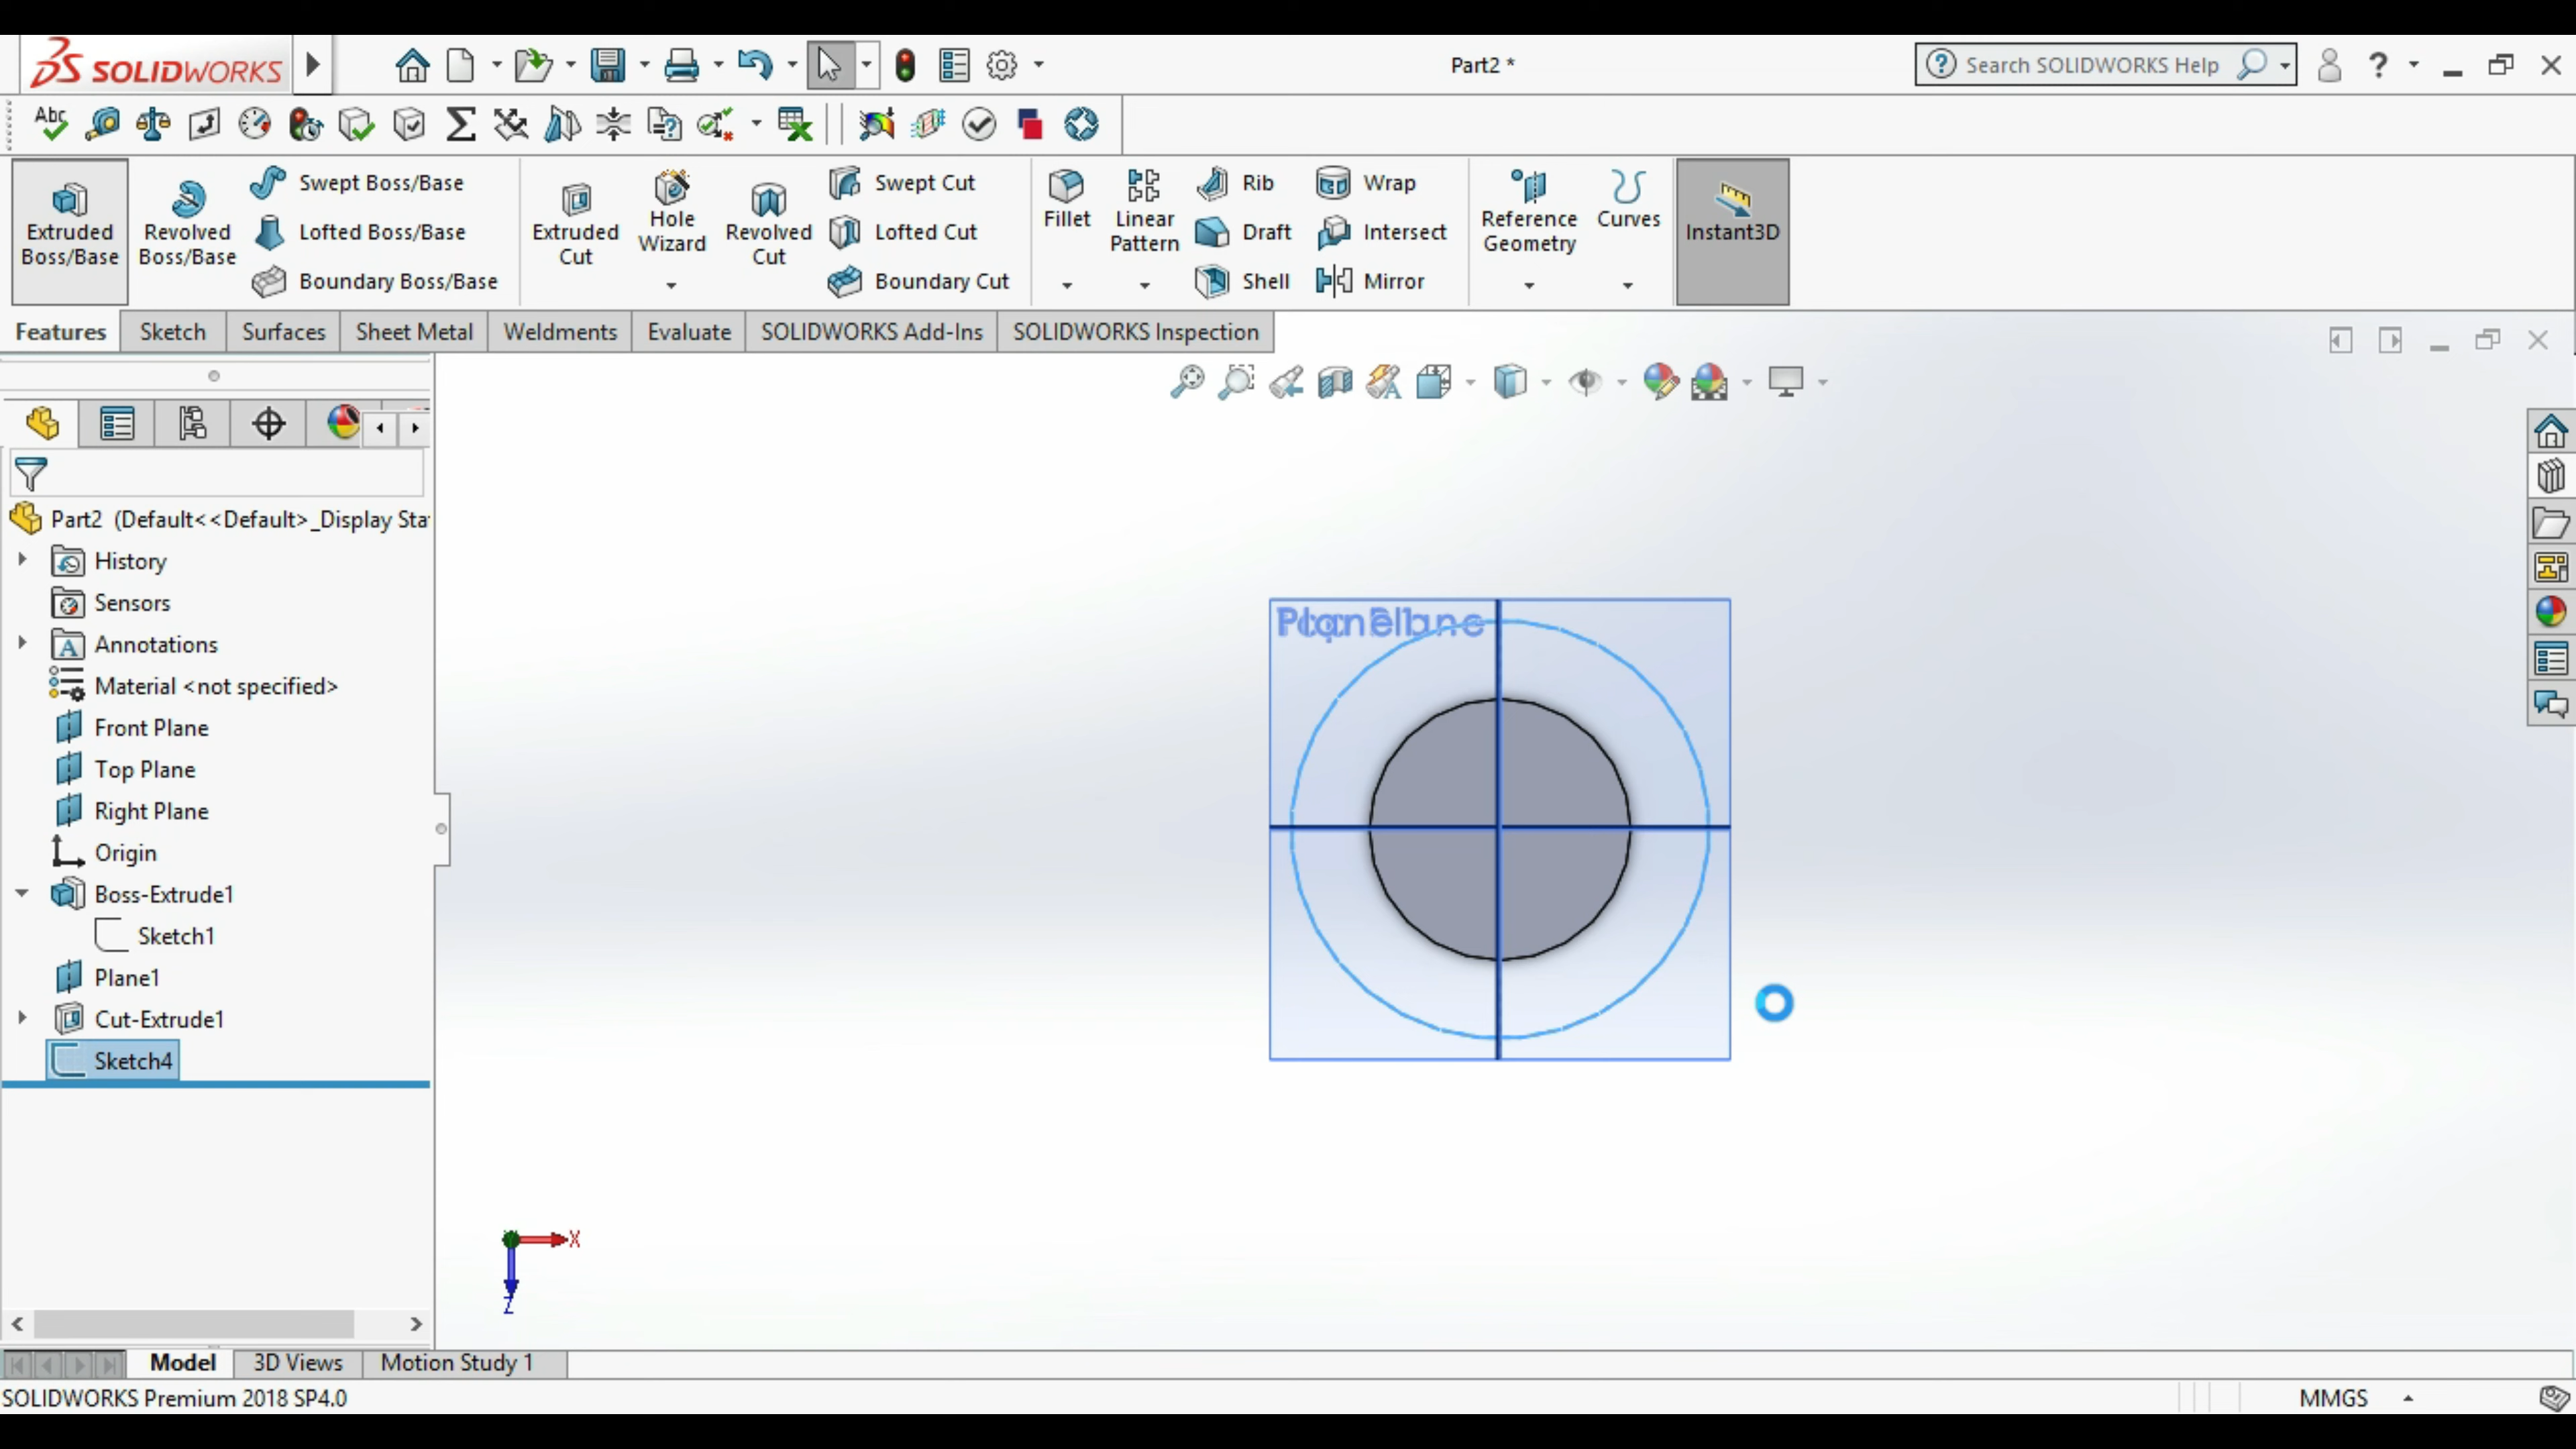 SOLIDWORKS
Part2 *
Search SOLIDWORKS Help
?
Abc
Extruded Boss/Base
Revolved Boss/Base
Swept Boss/Base
Lofted Boss/Base
Boundary Boss/Base
Extruded Cut
Hole Wizard
Revolved Cut
Swept Cut
Lofted Cut
Boundary Cut
Fillet
Linear Pattern
Rib
Draft
Shell
Wrap
Intersect
Mirror
Reference Geometry
Curves
Instant3D
Features
Sketch
Surfaces
Sheet Metal
Weldments
Evaluate
SOLIDWORKS Add-Ins
SOLIDWORKS Inspection
Part2 (Default<<Default>_Display Sta
History
Sensors
Annotations
Material <not specified>
Front Plane
Top Plane
Right Plane
Origin
Boss-Extrude1
Sketch1
Plane1
Cut-Extrude1
Sketch4
X
Z
Model
3D Views
Motion Study 1
SOLIDWORKS Premium 2018 SP4.0
MMGS